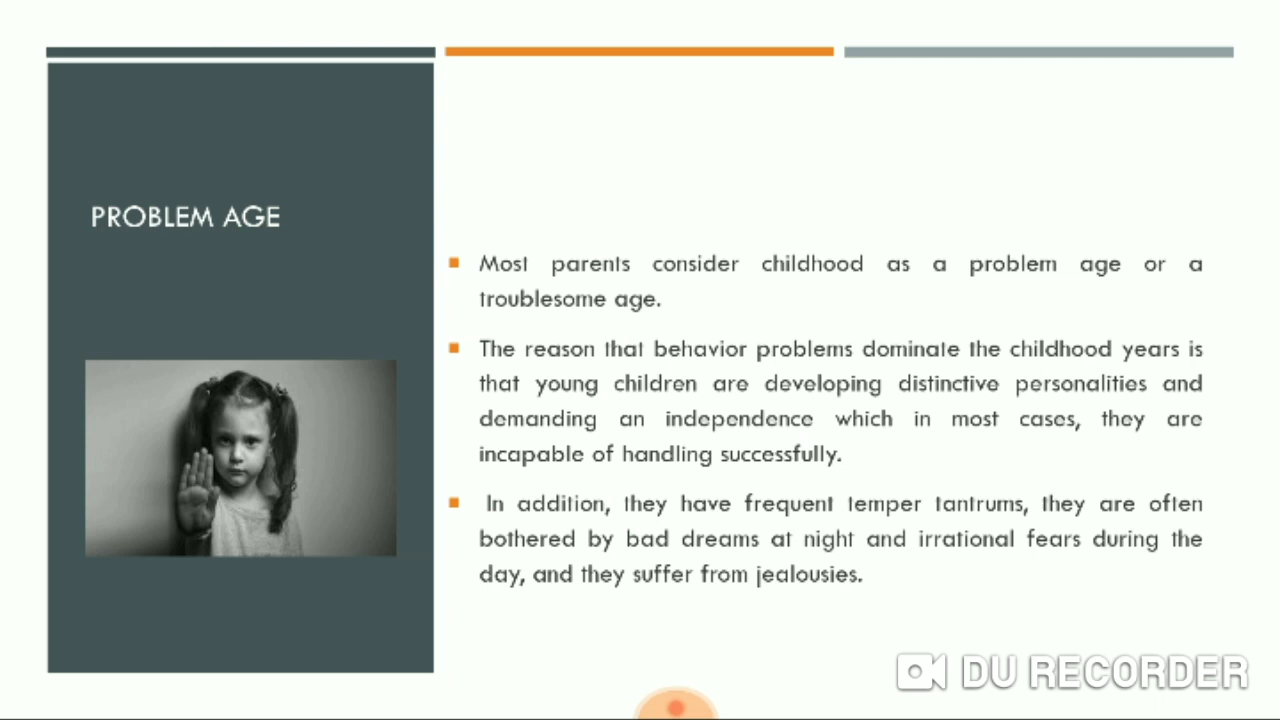 PROBLEM AGE
Most parents consider childhood as a problem age or a
troublesome age.
The reason that behavior problems dominate the childhood years is
that young children are developing distinctive personalities and
demanding an independence which in most cases, they are
incapable of handling successfully.
In addition, they have frequent temper tantrums, they are often
bothered by bad dreams at night and irrational fears during the
day, and they suffer from jealousies.
DU RECORDER